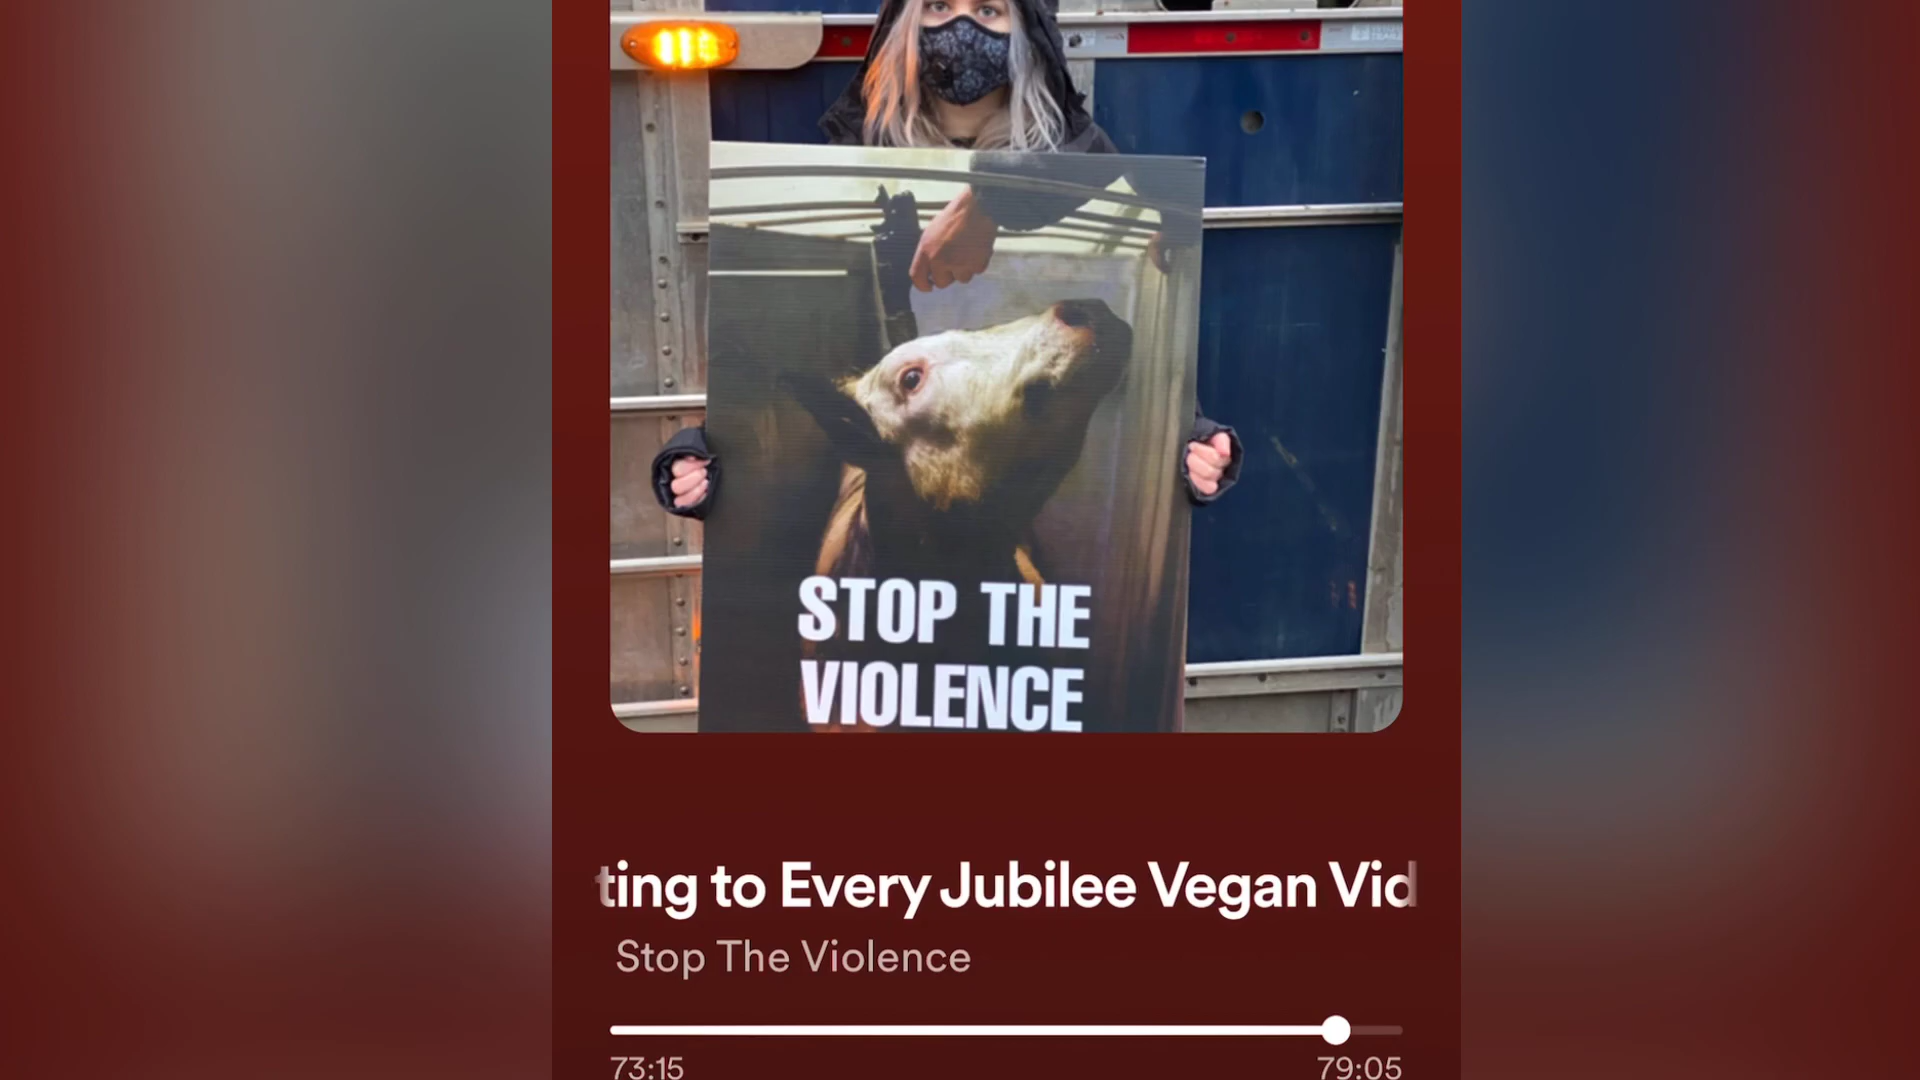 STOP THE
VIOLENCE
ting to Every Jubilee Vegan Vid
Stop The Violence
73:15
79:05